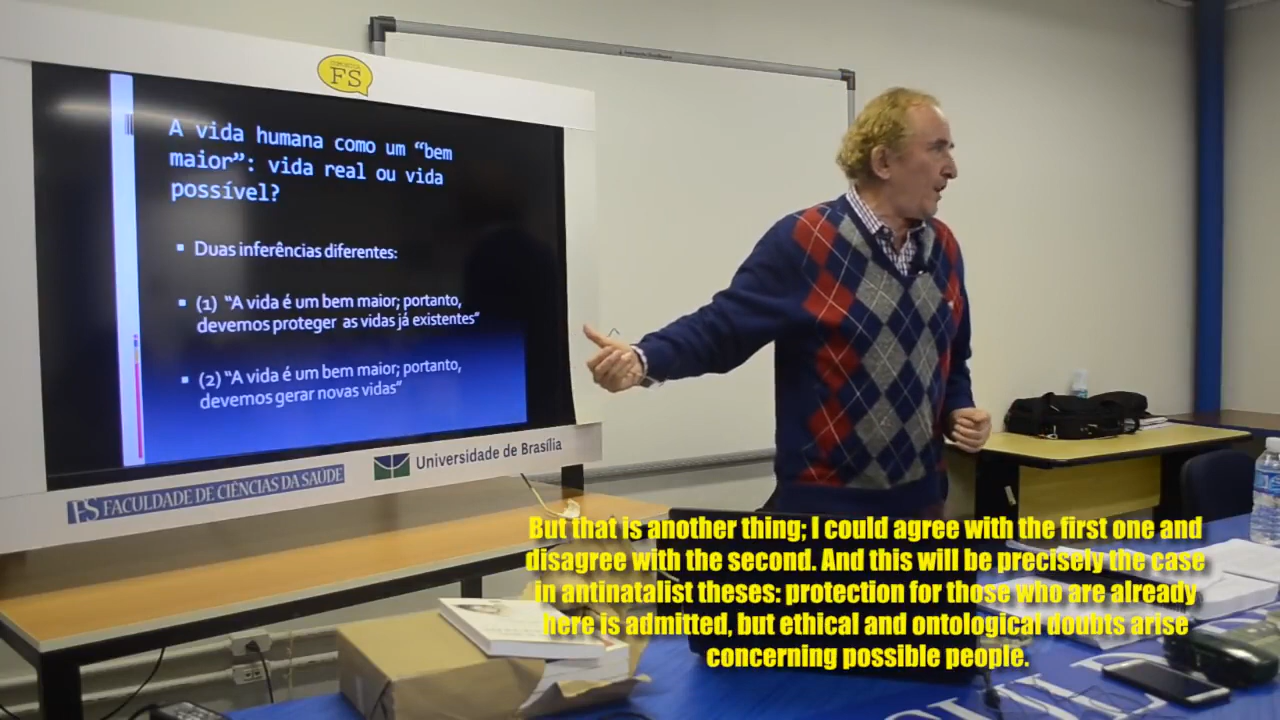 FS
A vida humana como um “bem
maior”: vida real ou vida
possível?
Duas inferências diferentes:
(1) “A vida é um bem maior; portanto,
devemos proteger as vidas já existentes”
(2) “A vida é um bem maior; portanto,
devemos gerar novas vidas”
FS FACULDADE DE CIÊNCIAS DA SAÚDE
Universidade de Brasília
But that is another thing; I could agree with the first one and
disagree with the second. And this will be precisely the case
in antinatalist theses: protection for those who are already
here is admitted, but ethical and ontological doubts arise
concerning possible people.